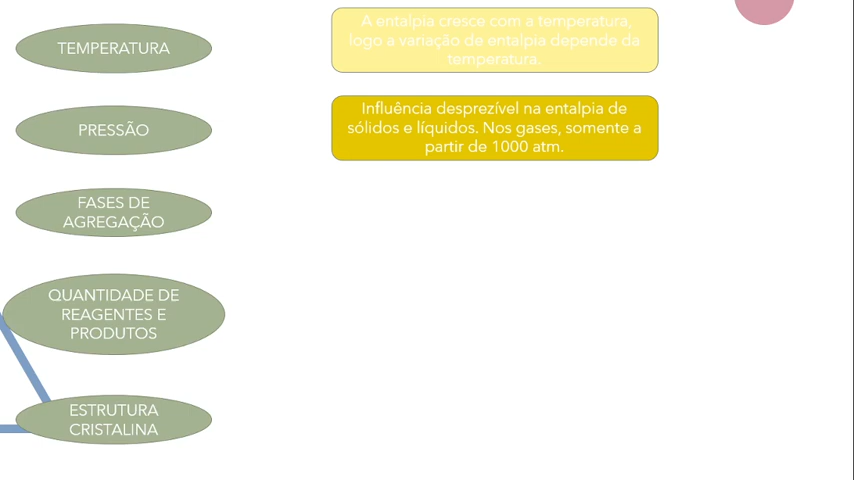 TEMPERATURA
A entalpia cresce com a temperatura,
logo a variação de entalpia depende da
temperatura.
PRESSÃO
Influência desprezível na entalpia de
sólidos e líquidos. Nos gases, somente a
partir de 1000 atm.
FASES DE
AGREGAÇÃO
QUANTIDADE DE
REAGENTES E
PRODUTOS
ESTRUTURA
CRISTALINA